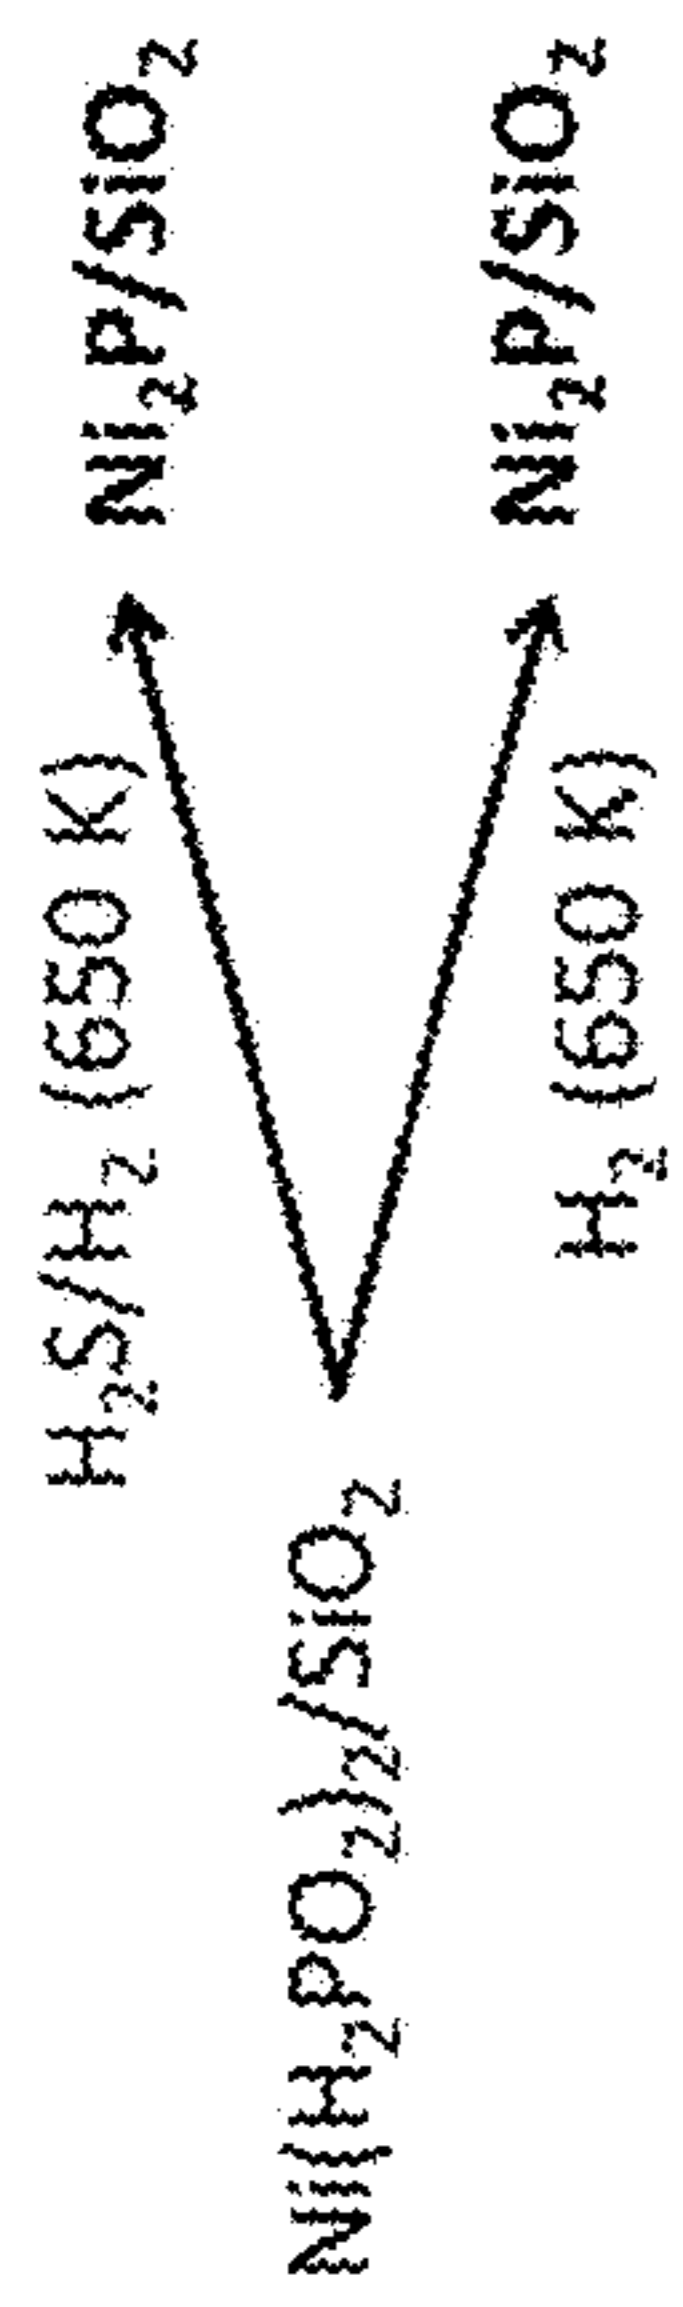 H₂S/H₂ (650 K)
Ni₂P/SiO₂
Ni(H₂PO₂)₂/SiO₂
H₂ (650 K)
Ni₂P/SiO₂